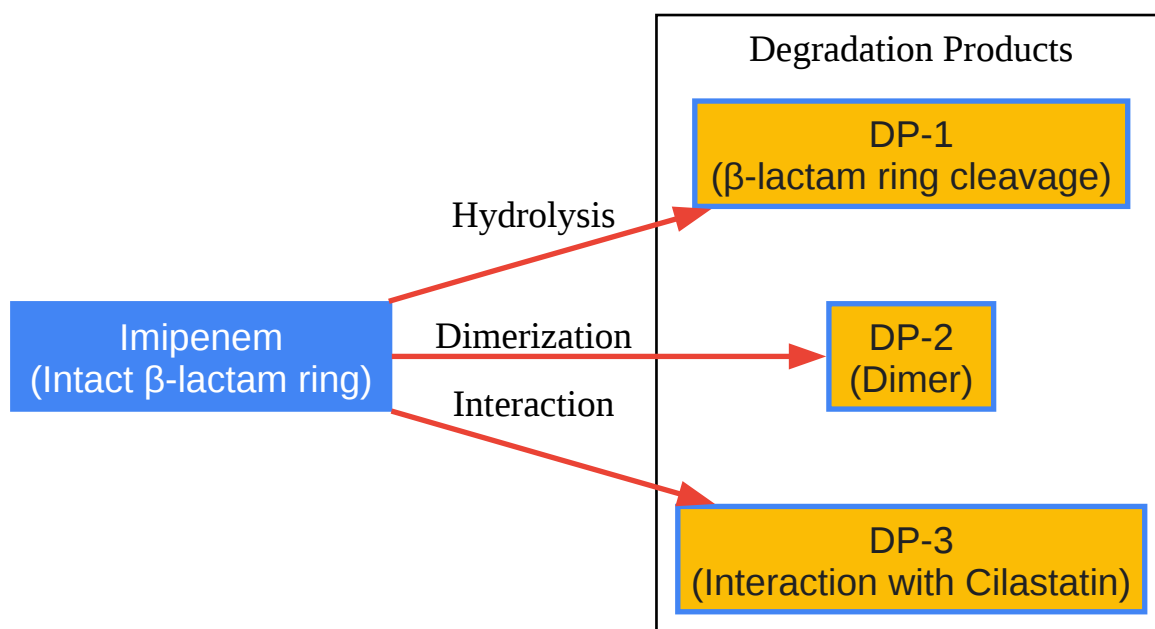 Degradation Products
DP-1
(β-lactam ring cleavage)
Hydrolysis
Imipenem
(Intact β-lactam ring)
Dimerization
DP-2
(Dimer)
Interaction
DP-3
(Interaction with Cilastatin)